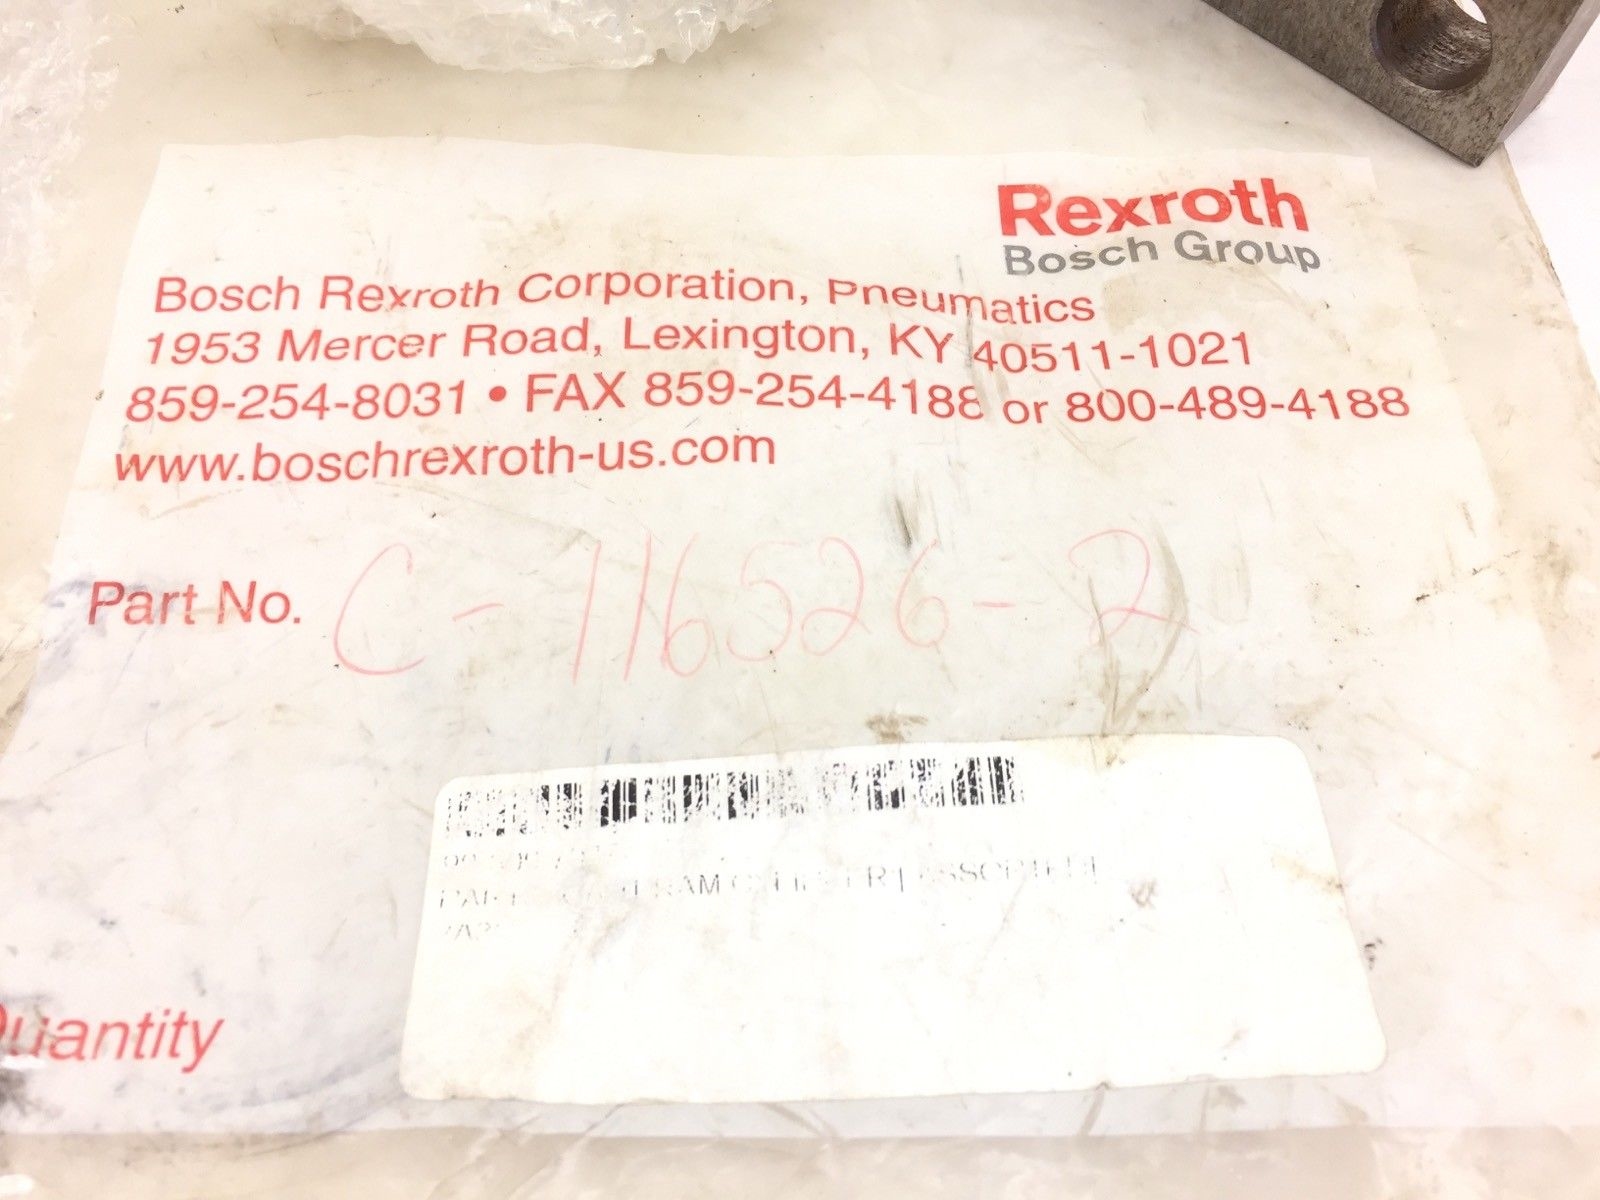 Rexroth
Bosch Group
Bosch Rexroth Corporation, Pneumatics
1953 Mercer Road, Lexington, KY 40511-1021
859-254-8031 • FAX 859-254-4188 or 800-489-4188
www.boschrexroth-us.com
Part No. C-116526-2
Quantity